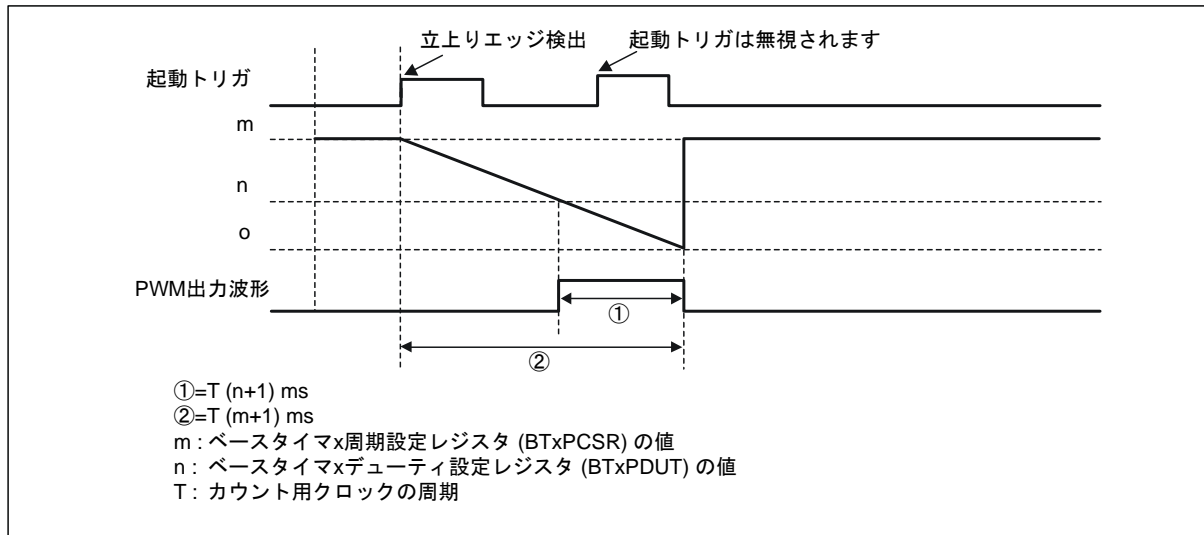 立上りエッジ検出
起動トリガは無視されます
起動トリガ
m
n
o
PWM出力波形
①
②
①=T (n+1) ms
②=T (m+1) ms
m : ベースタイマx周期設定レジスタ (BTxPCSR) の値
n : ベースタイマxデューティ設定レジスタ (BTxPDUT) の値
T : カウント用クロックの周期